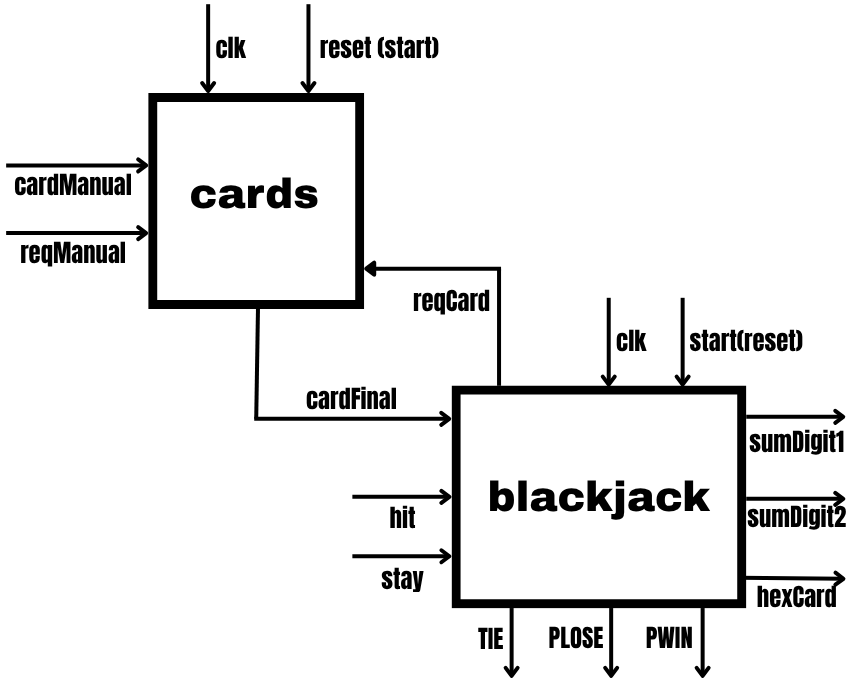 clk
reset (start)
cards
cardManual
reqManual
reqCard
clk
start(reset)
cardFinal
sumDigit1
blackjack
hit
sumDigit2
stay
hexCard
TIE
PLOSE
PWIN